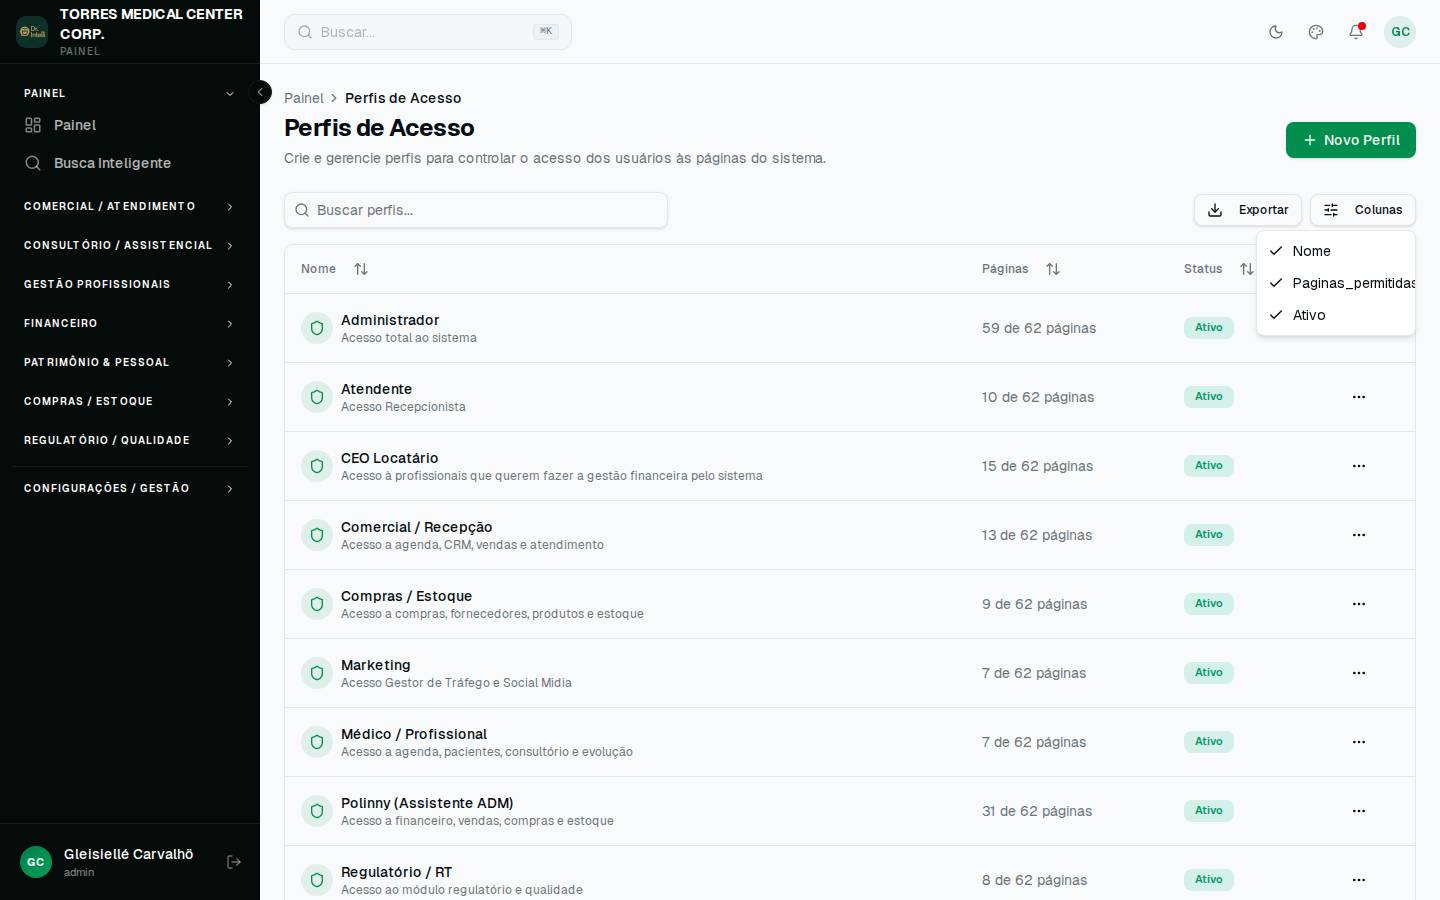 Dr. Intelli
TORRES MEDICAL CENTER
CORP.
PAINEL
Buscar...
⌘K
GC
PAINEL
Painel
Busca Inteligente
COMERCIAL / ATENDIMENTO
CONSULTÓRIO / ASSISTENCIAL
GESTÃO PROFISSIONAIS
FINANCEIRO
PATRIMÔNIO & PESSOAL
COMPRAS / ESTOQUE
REGULATÓRIO / QUALIDADE
CONFIGURAÇÕES / GESTÃO
GC
Gleisiellé Carvalhö
admin
Painel > Perfis de Acesso
Perfis de Acesso
Crie e gerencie perfis para controlar o acesso dos usuários às páginas do sistema.
Novo Perfil
Buscar perfis...
Exportar
Colunas
Nome
Paginas_permitidas
Ativo
Nome Páginas Status
Administrador
Acesso total ao sistema
59 de 62 páginas
Ativo
Atendente
Acesso Recepcionista
10 de 62 páginas
Ativo
CEO Locatário
Acesso à profissionais que querem fazer a gestão financeira pelo sistema
15 de 62 páginas
Ativo
Comercial / Recepção
Acesso a agenda, CRM, vendas e atendimento
13 de 62 páginas
Ativo
Compras / Estoque
Acesso a compras, fornecedores, produtos e estoque
9 de 62 páginas
Ativo
Marketing
Acesso Gestor de Tráfego e Social Midia
7 de 62 páginas
Ativo
Médico / Profissional
Acesso a agenda, pacientes, consultório e evolução
7 de 62 páginas
Ativo
Polinny (Assistente ADM)
Acesso a financeiro, vendas, compras e estoque
31 de 62 páginas
Ativo
Regulatório / RT
Acesso ao módulo regulatório e qualidade
8 de 62 páginas
Ativo